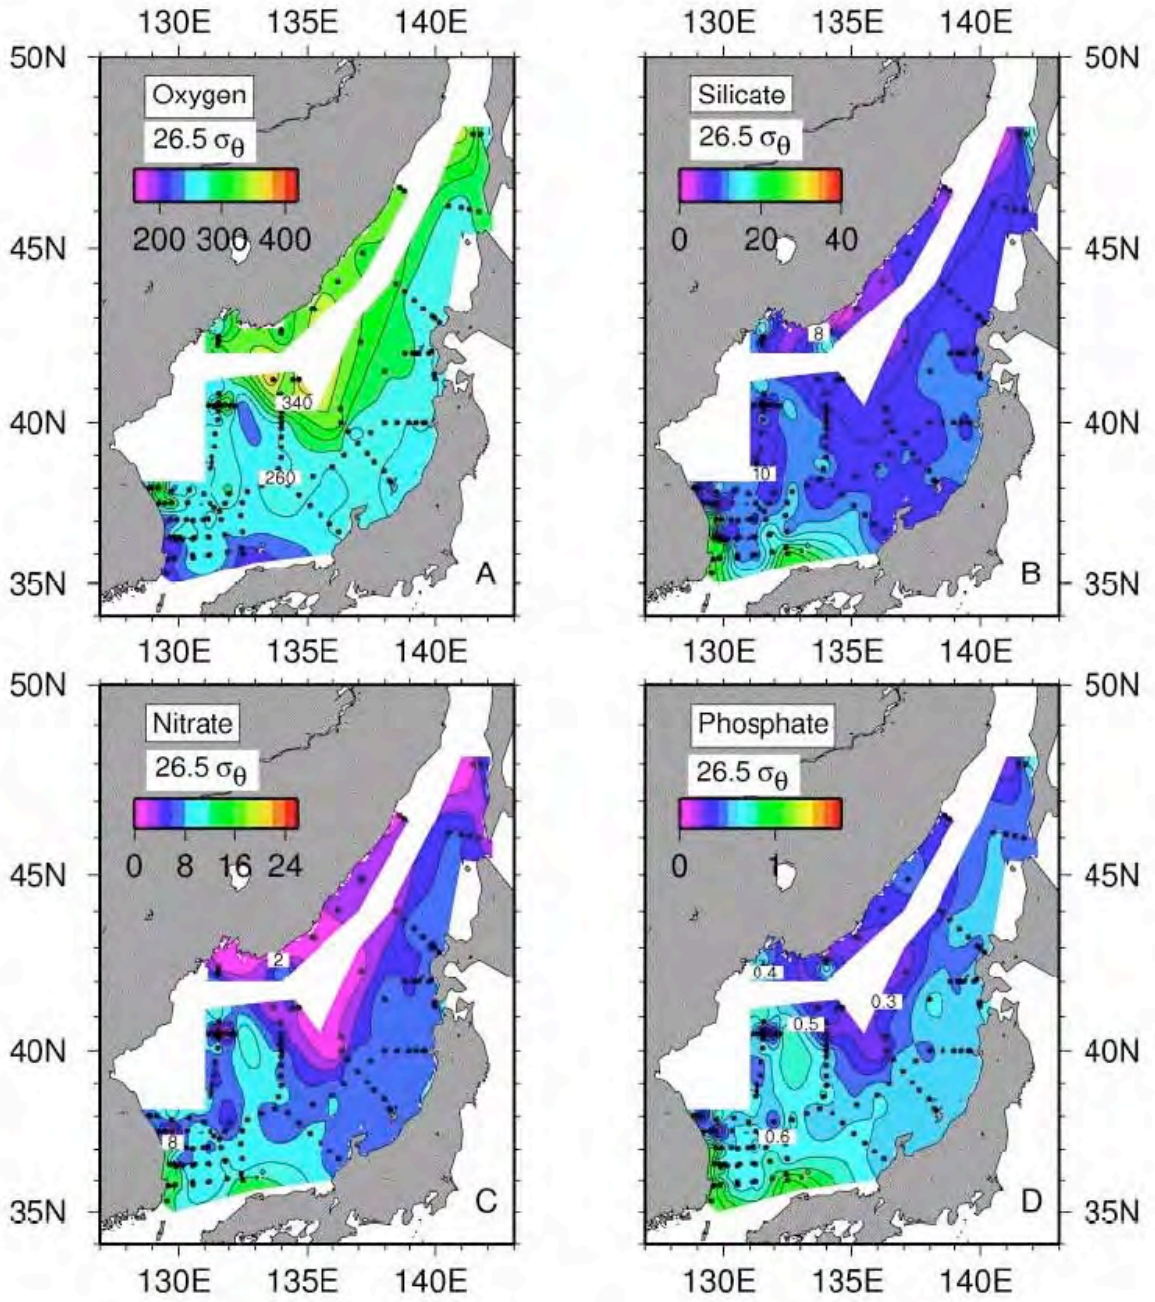 130E 135E 140E 130E 135E 140E
50N 50N
Oxygen Silicate
26.5 σθ 26.5 σθ
200 300 400 0 20 40
45N 45N
8
340
40N 40N
260 10
A B
35N 35N
130E 135E 140E 130E 135E 140E
50N 50N
Nitrate Phosphate
26.5 σθ 26.5 σθ
0 8 16 24 0 1
45N 45N
2 0.4
0.3
0.5
40N 40N
8 0.6
C D
35N 35N
130E 135E 140E 130E 135E 140E